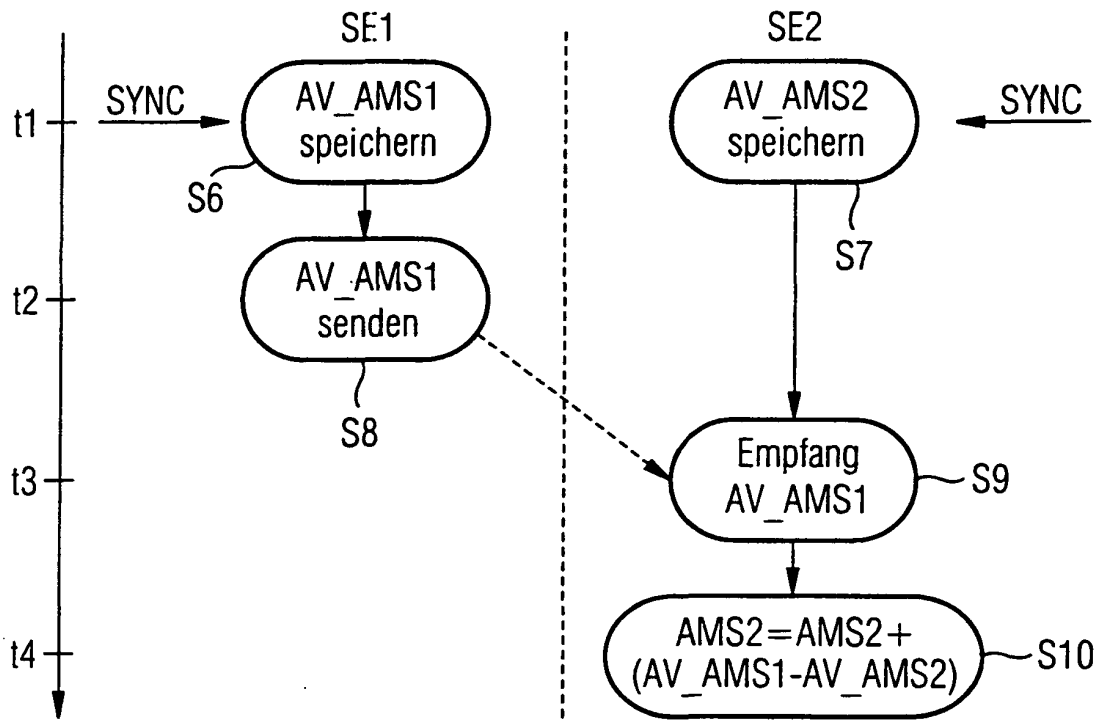 SE1
SE2
t1
SYNC
AV_AMS1
speichern
AV_AMS2
speichern
SYNC
S6
S7
t2
AV_AMS1
senden
S8
t3
Empfang
AV_AMS1
S9
t4
AMS2=AMS2+
(AV_AMS1-AV_AMS2)
S10